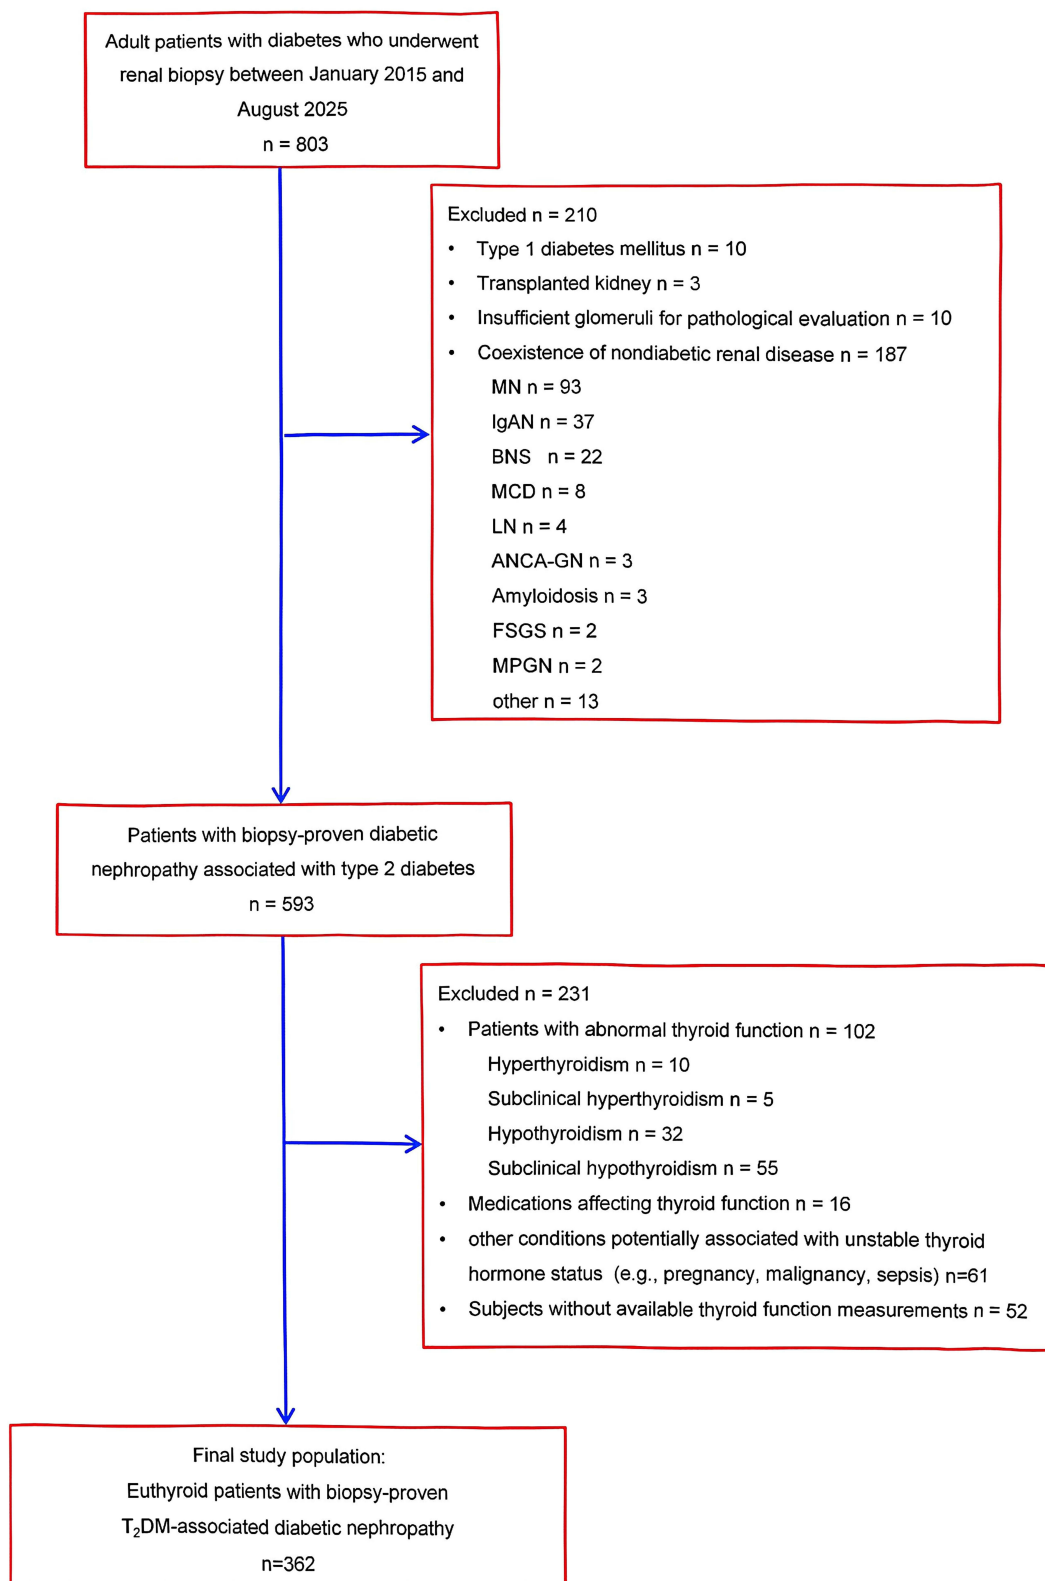 Adult patients with diabetes who underwent
renal biopsy between January 2015 and
August 2025
n = 803
Excluded n = 210
• Type 1 diabetes mellitus n = 10
• Transplanted kidney n = 3
• Insufficient glomeruli for pathological evaluation n = 10
• Coexistence of nondiabetic renal disease n = 187
MN n = 93
IgAN n = 37
BNS n = 22
MCD n = 8
LN n = 4
ANCA-GN n = 3
Amyloidosis n = 3
FSGS n = 2
MPGN n = 2
other n = 13
Patients with biopsy-proven diabetic
nephropathy associated with type 2 diabetes
n = 593
Excluded n = 231
• Patients with abnormal thyroid function n = 102
Hyperthyroidism n = 10
Subclinical hyperthyroidism n = 5
Hypothyroidism n = 32
Subclinical hypothyroidism n = 55
• Medications affecting thyroid function n = 16
• other conditions potentially associated with unstable thyroid
hormone status (e.g., pregnancy, malignancy, sepsis) n=61
• Subjects without available thyroid function measurements n = 52
Final study population:
Euthyroid patients with biopsy-proven
T₂DM-associated diabetic nephropathy
n=362